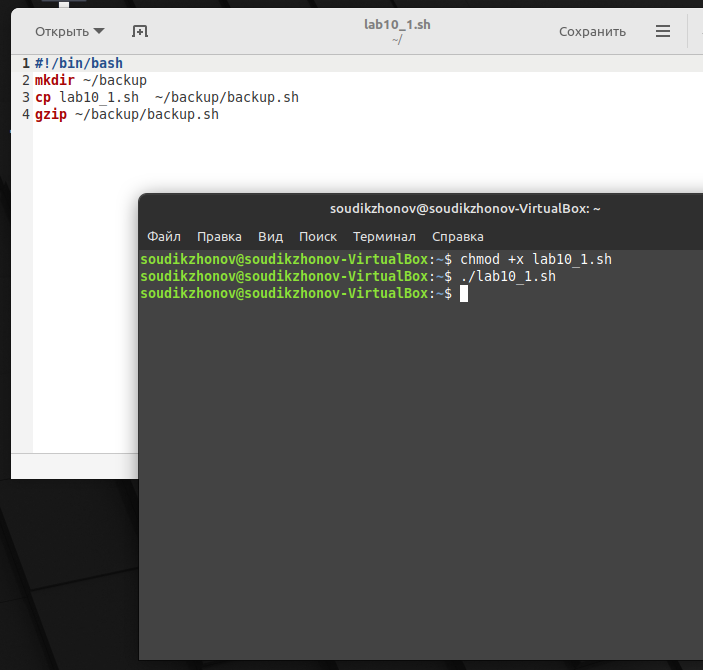 Открыть
lab10_1.sh
~/
Сохранить
1 #!/bin/bash
2 mkdir ~/backup
3 cp lab10_1.sh  ~/backup/backup.sh
4 gzip ~/backup/backup.sh
soudikzhonov@soudikzhonov-VirtualBox: ~
Файл Правка Вид Поиск Терминал Справка
soudikzhonov@soudikzhonov-VirtualBox:~$ chmod +x lab10_1.sh
soudikzhonov@soudikzhonov-VirtualBox:~$ ./lab10_1.sh
soudikzhonov@soudikzhonov-VirtualBox:~$